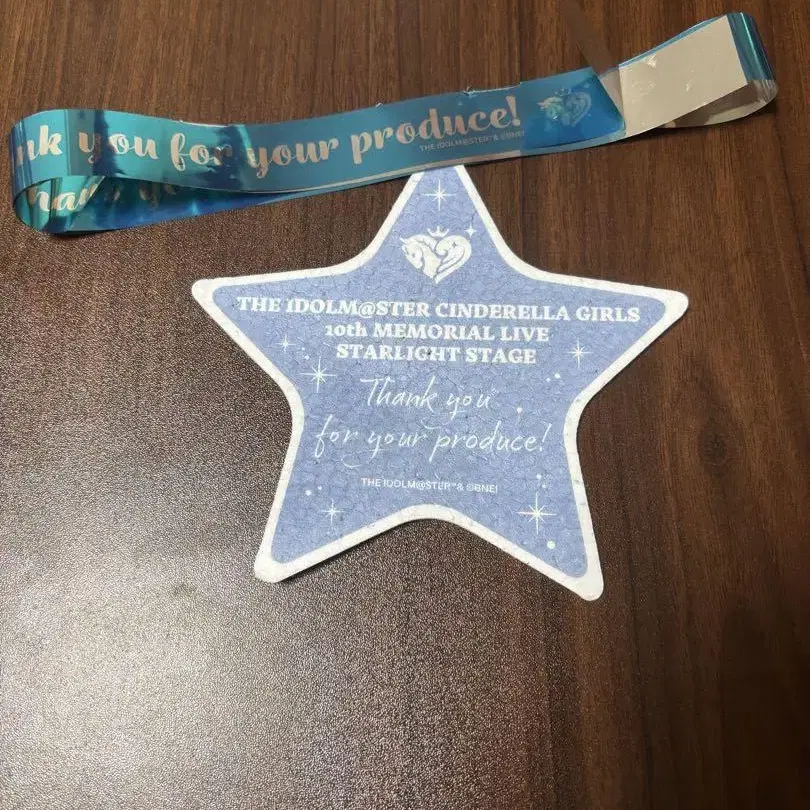 you for your produce!
THE IDOLM@STER™& ©BNEI
THE IDOLM@STER CINDERELLA GIRLS
10th MEMORIAL LIVE
STARLIGHT STAGE
Thank you
for your produce!
THE IDOLM@STER™& ©BNEI